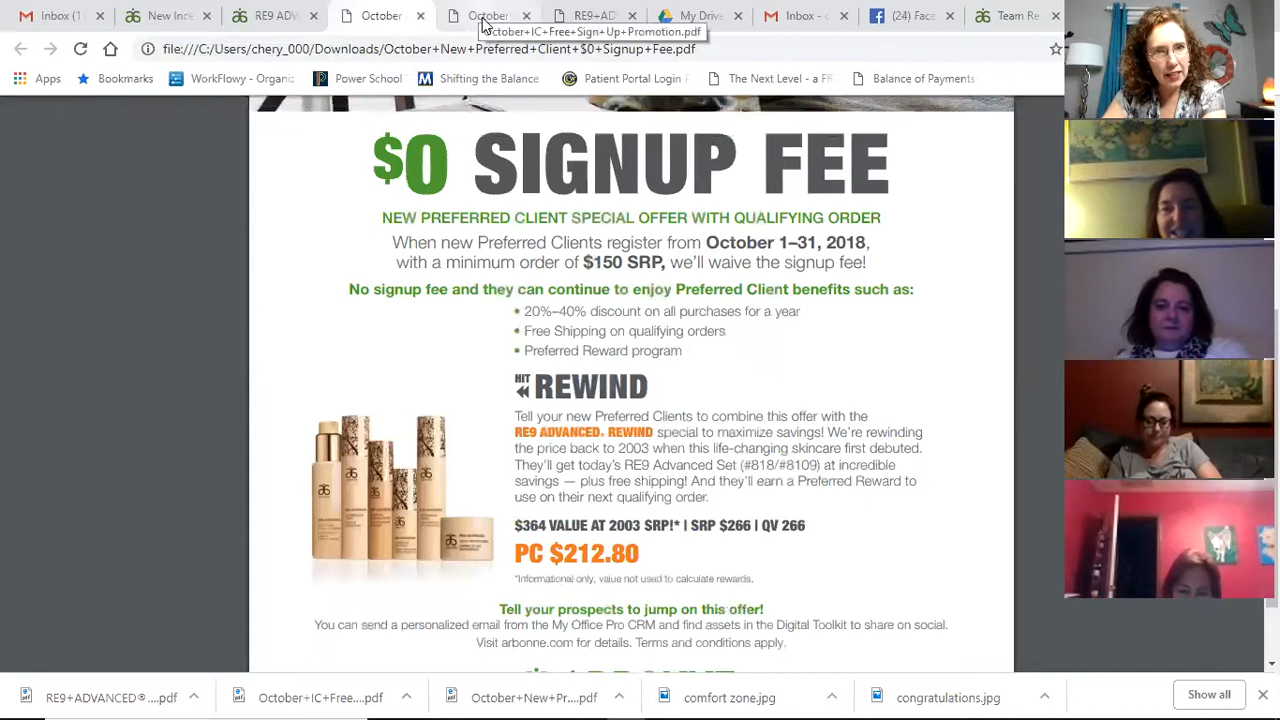 Inbox (1
New Ince
RE9 ADV
October
October
RE9+AD
My Drive
Inbox - c
(24) Face
Team Re
October+IC+Free+Sign+Up+Promotion.pdf
file:///C:/Users/chery_000/Downloads/October+New+Preferred+Client+$0+Signup+Fee.pdf
Apps
Bookmarks
WorkFlowy - Organiz
Power School
Shifting the Balance
Patient Portal Login
The Next Level - a FR
Balance of Payments
$0 SIGNUP FEE
NEW PREFERRED CLIENT SPECIAL OFFER WITH QUALIFYING ORDER
When new Preferred Clients register from October 1–31, 2018,
with a minimum order of $150 SRP, we'll waive the signup fee!
No signup fee and they can continue to enjoy Preferred Client benefits such as:
• 20%–40% discount on all purchases for a year
• Free Shipping on qualifying orders
• Preferred Reward program
HIT REWIND
Tell your new Preferred Clients to combine this offer with the
RE9 ADVANCED® REWIND special to maximize savings! We're rewinding
the price back to 2003 when this life-changing skincare first debuted.
They'll get today's RE9 Advanced Set (#818/#8109) at incredible
savings — plus free shipping! And they'll earn a Preferred Reward to
use on their next qualifying order.
$364 VALUE AT 2003 SRP!* | SRP $266 | QV 266
PC $212.80
*Informational only, value not used to calculate rewards.
Tell your prospects to jump on this offer!
You can send a personalized email from the My Office Pro CRM and find assets in the Digital Toolkit to share on social.
Visit arbonne.com for details. Terms and conditions apply.
RE9+ADVANCED®....pdf
October+IC+Free....pdf
October+New+Pr....pdf
comfort zone.jpg
congratulations.jpg
Show all